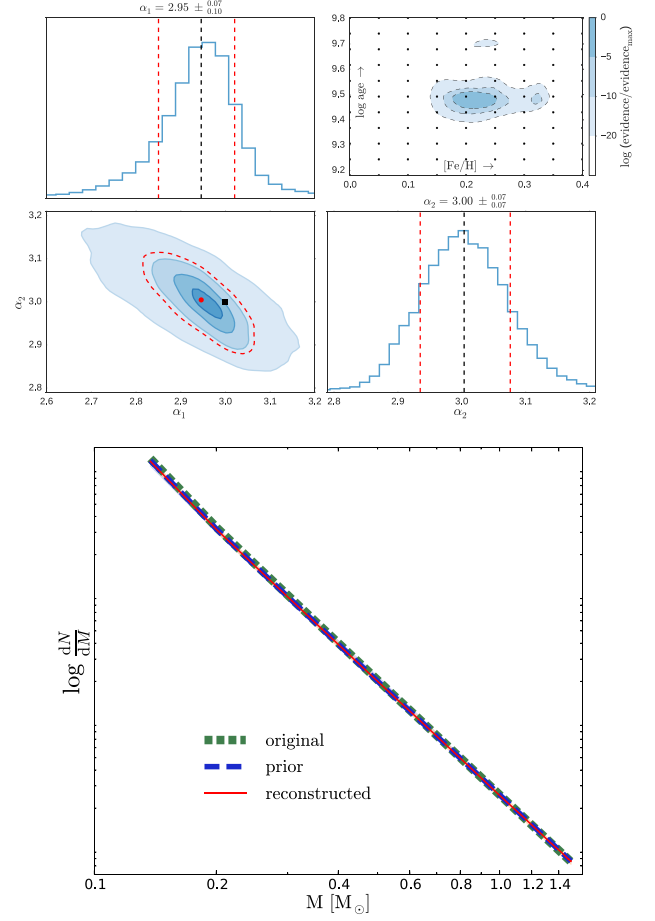 α₁ = 2.95 ± 0.07 0.10
9,8
9,7
9,6
9,5
9,4
9,3
9,2
log age →
[Fe/H] →
0.0 0.1 0.2 0.3 0.4
0
−5
−10
−20
log (evidence/evidence_max)
3,2
3,1
3,0
2,9
2,8
α₂
2,6 2,7 2,8 2,9 3,0 3,1 3,2
α₁
α₂ = 3.00 ± 0.07 0.07
2,9 3,0 3,1 3,2
α₂
log dN/dM
original
prior
reconstructed
0.1 0.2 0.4 0.6 0.8 1.0 1.2 1.4
M [M⊙]